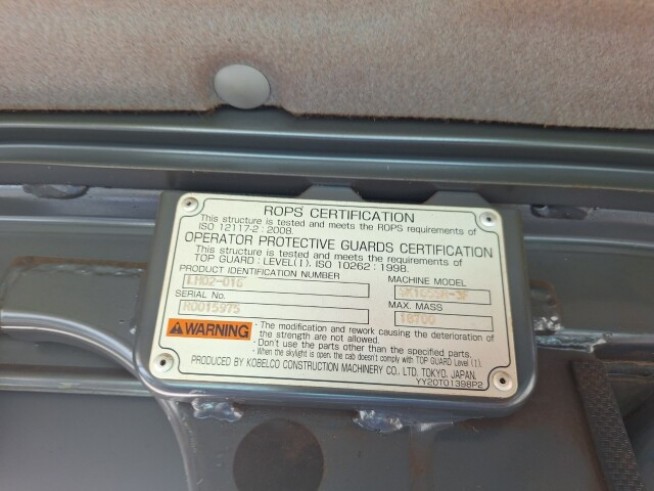 ROPS CERTIFICATION
This structure is tested and meets the ROPS requirements of
ISO 12117-2 : 2008.
OPERATOR PROTECTIVE GUARDS CERTIFICATION
This structure is tested and meets the requirements of
TOP GUARD : LEVEL(I). ISO 10262 : 1998.
PRODUCT IDENTIFICATION NUMBER
MACHINE MODEL
SERIAL No.
R0015975
MAX. MASS
18700
WARNING
· The modification and rework causing the deterioration of
the strength are not allowed.
· Don't use the parts other than the specified parts.
· When the skylight is open, the cab doesn't comply with TOP GUARD Level (I).
PRODUCED BY KOBELCO CONSTRUCTION MACHINERY CO., LTD. TOKYO, JAPAN.
YY20T01398P2